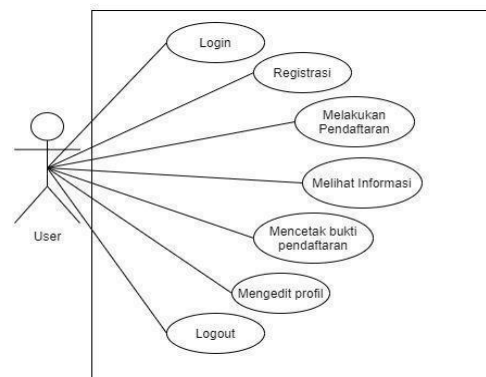 Login
Registrasi
Melakukan
Pendaftaran
Melihat Informasi
Mencetak bukti
pendaftaran
Mengedit profil
Logout
User